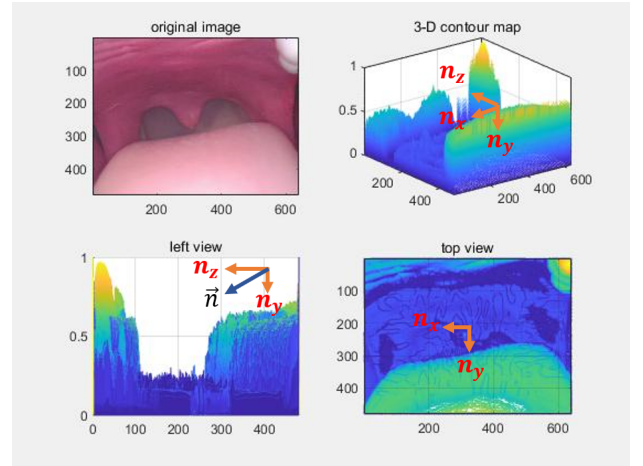 original image
0
100
200
300
400
200 400 600
3-D contour map
1
0.5
0
200
400
200
400
600
n_z
n_x
n_y
left view
1
0.5
0
0 100 200 300 400
n_z
n_y
n⃗
top view
100
200
300
400
200 400 600
n_x
n_y